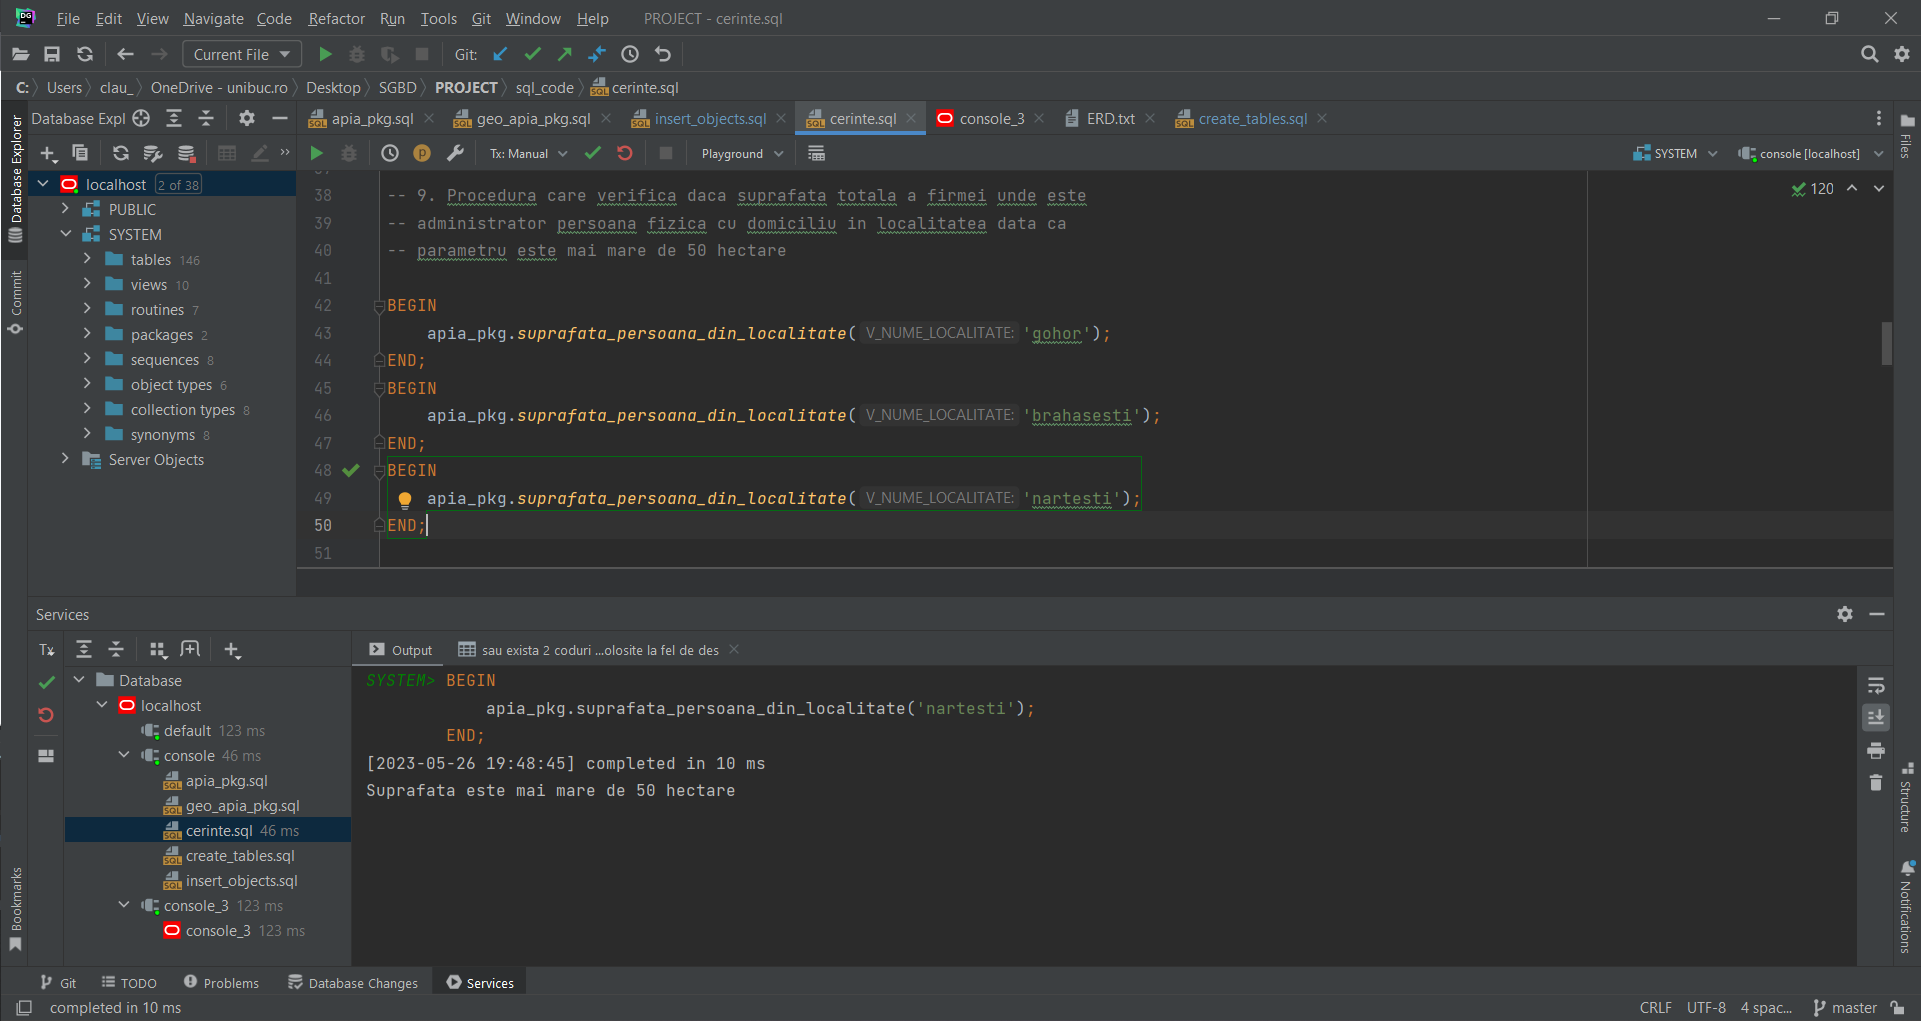 File Edit View Navigate Code Refactor Run Tools Git Window Help PROJECT - cerinte.sql
Current File Git:
C: Users clau_ OneDrive - unibuc.ro Desktop SGBD PROJECT sql_code cerinte.sql
Database Expl apia_pkg.sql geo_apia_pkg.sql insert_objects.sql cerinte.sql console_3 ERD.txt create_tables.sql
Tx: Manual Playground SYSTEM console [localhost]
Database Explorer
Commit
Bookmarks
Files
Structure
Notifications
localhost 2 of 38
PUBLIC
SYSTEM
tables 146
views 10
routines 7
packages 2
sequences 8
object types 6
collection types 8
synonyms 8
Server Objects
120
38 -- 9. Procedura care verifica daca suprafata totala a firmei unde este
39 -- administrator persoana fizica cu domiciliu in localitatea data ca
40 -- parametru este mai mare de 50 hectare
41
42 BEGIN
43 apia_pkg.suprafata_persoana_din_localitate( V_NUME_LOCALITATE: 'gohor');
44 END;
45 BEGIN
46 apia_pkg.suprafata_persoana_din_localitate( V_NUME_LOCALITATE: 'brahasesti');
47 END;
48 BEGIN
49 apia_pkg.suprafata_persoana_din_localitate( V_NUME_LOCALITATE: 'nartesti');
50 END;
51
Services
Tx
Database
localhost
default 123 ms
console 46 ms
apia_pkg.sql
geo_apia_pkg.sql
cerinte.sql 46 ms
create_tables.sql
insert_objects.sql
console_3 123 ms
console_3 123 ms
Output sau exista 2 coduri ...olosite la fel de des
SYSTEM> BEGIN
apia_pkg.suprafata_persoana_din_localitate('nartesti');
END;
[2023-05-26 19:48:45] completed in 10 ms
Suprafata este mai mare de 50 hectare
Git TODO Problems Database Changes Services
completed in 10 ms CRLF UTF-8 4 spac... master